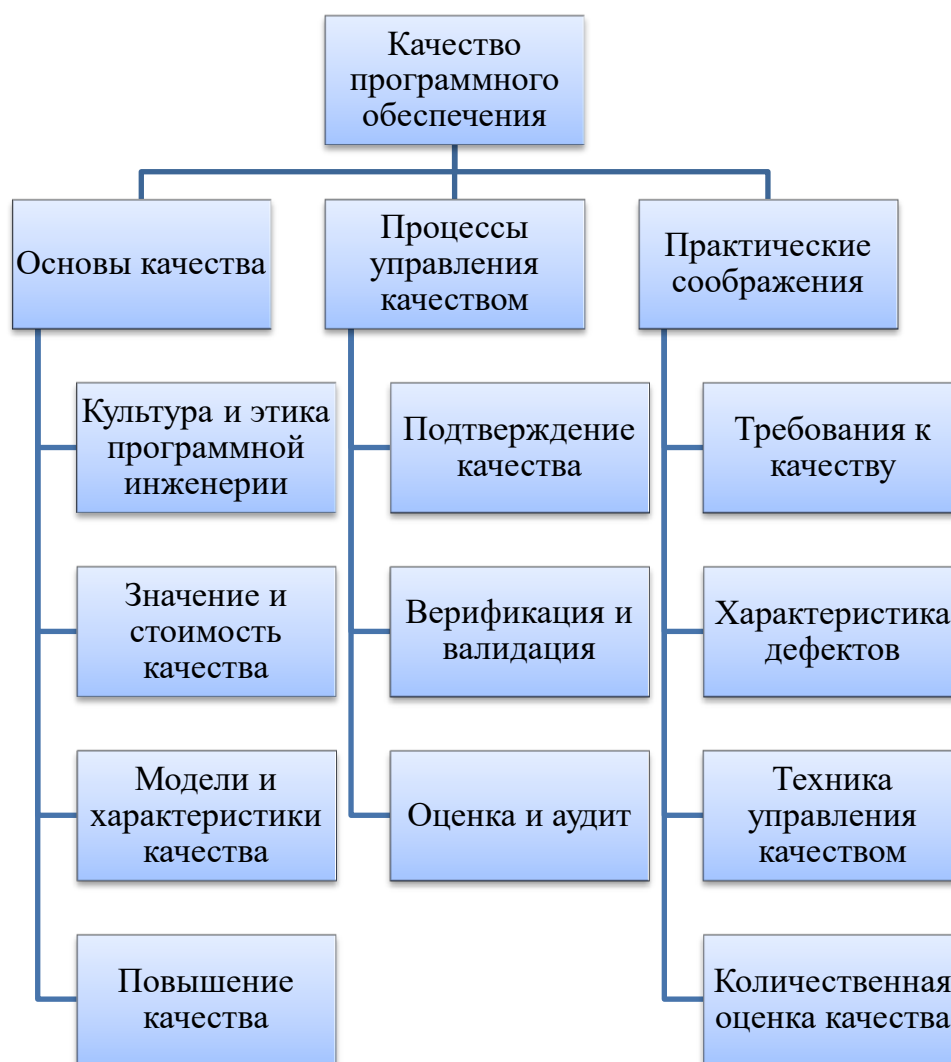 Качество
программного
обеспечения
Основы качества
Процессы
управления
качеством
Практические
соображения
Культура и этика
программной
инженерии
Подтверждение
качества
Требования к
качеству
Значение и
стоимость
качества
Верификация и
валидация
Характеристика
дефектов
Модели и
характеристики
качества
Оценка и аудит
Техника
управления
качеством
Повышение
качества
Количественная
оценка качества